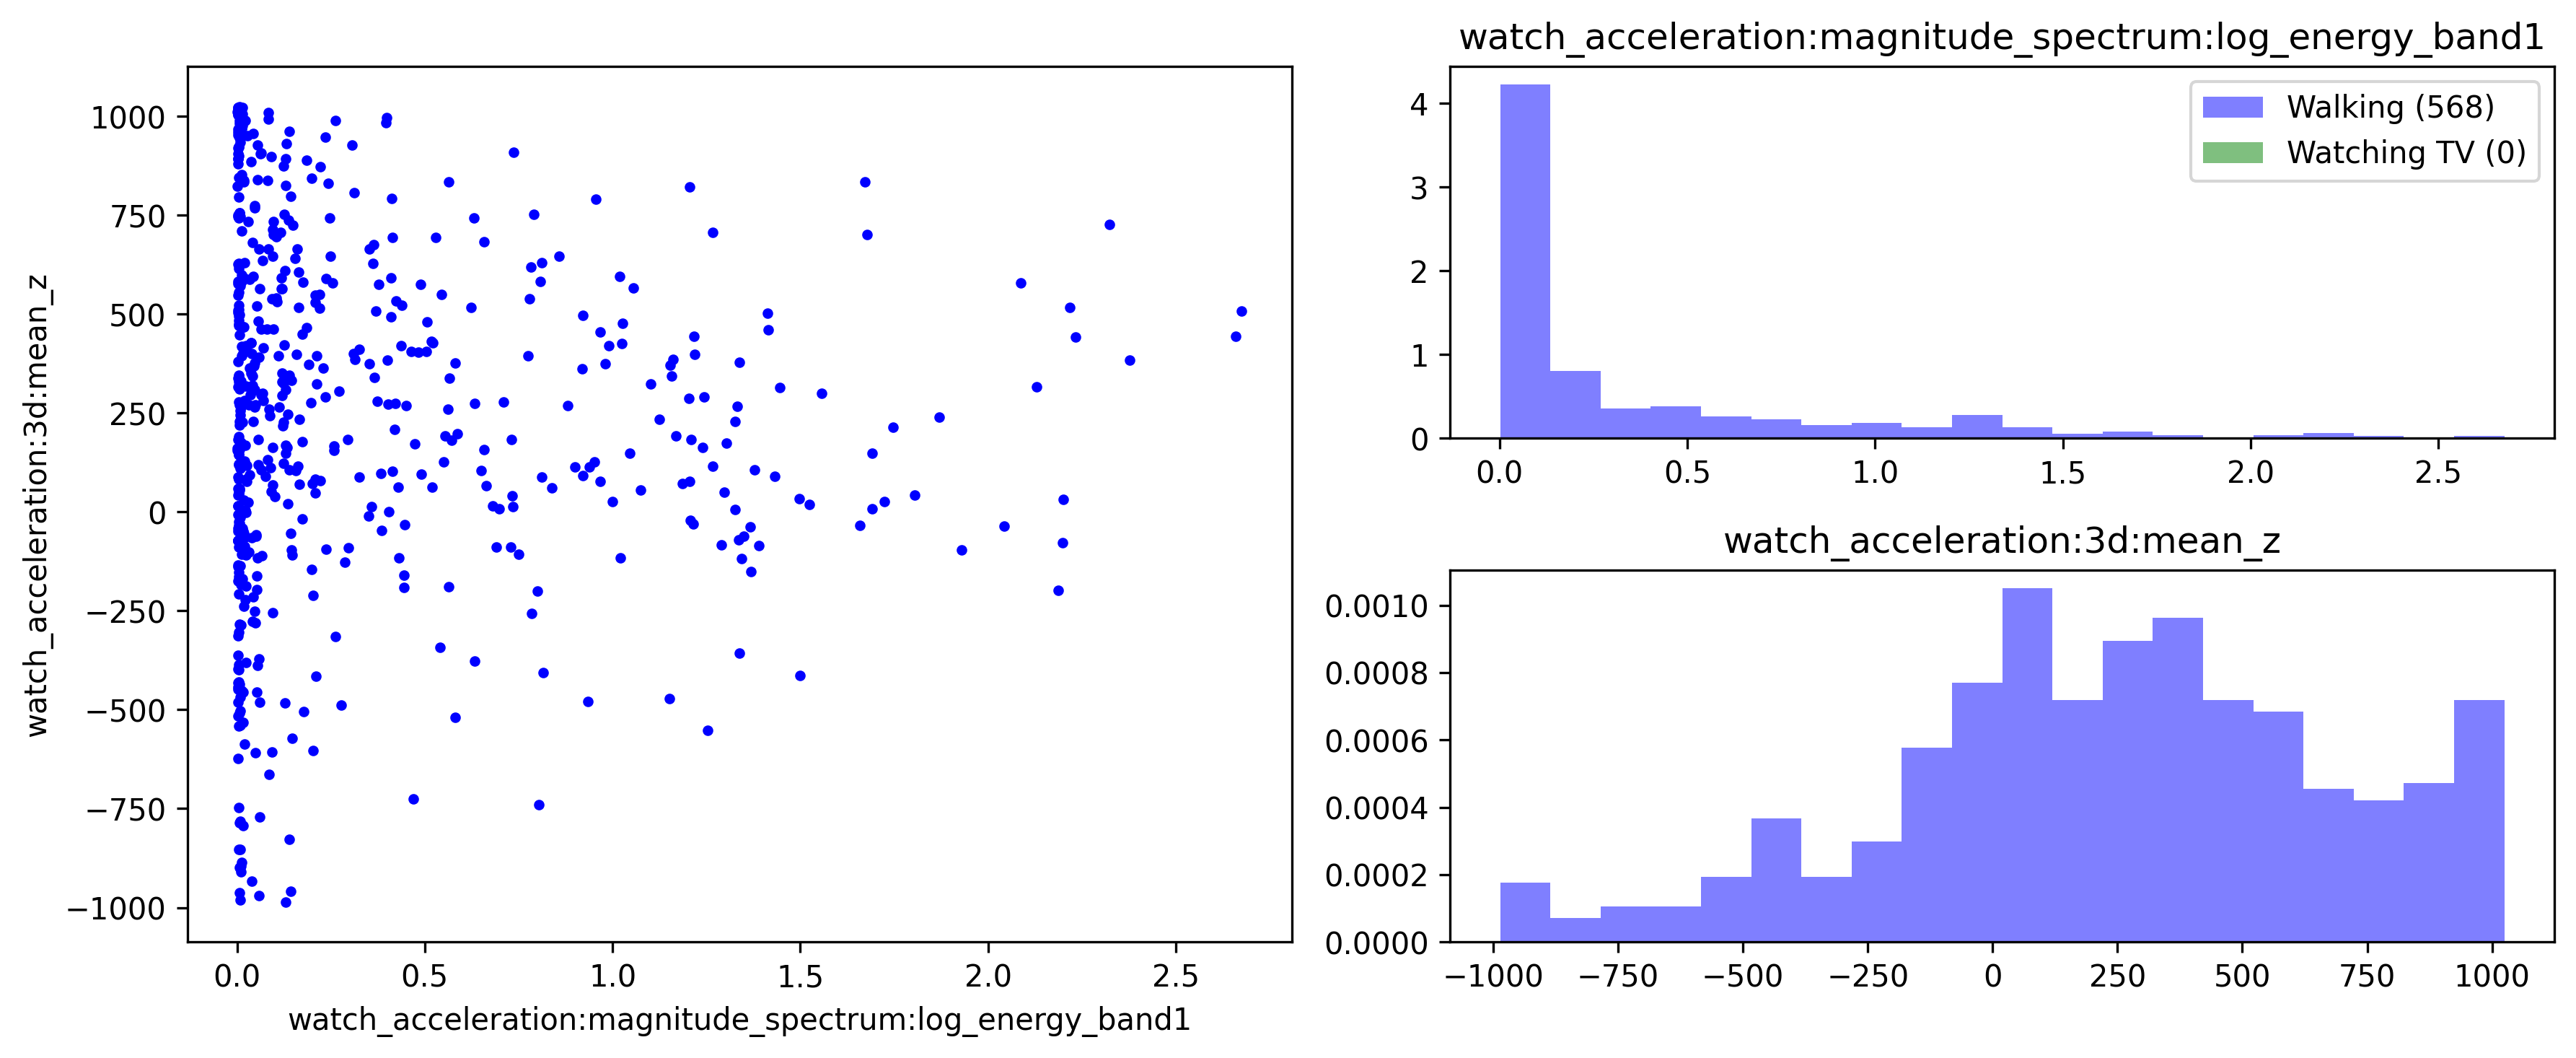 watch_acceleration:3d:mean_z
1000
750
500
250
0
−250
−500
−750
−1000
0.0 0.5 1.0 1.5 2.0 2.5
watch_acceleration:magnitude_spectrum:log_energy_band1
watch_acceleration:magnitude_spectrum:log_energy_band1
4
3
2
1
0
Walking (568)
Watching TV (0)
0.0 0.5 1.0 1.5 2.0 2.5
watch_acceleration:3d:mean_z
0.0010
0.0008
0.0006
0.0004
0.0002
0.0000
−1000 −750 −500 −250 0 250 500 750 1000